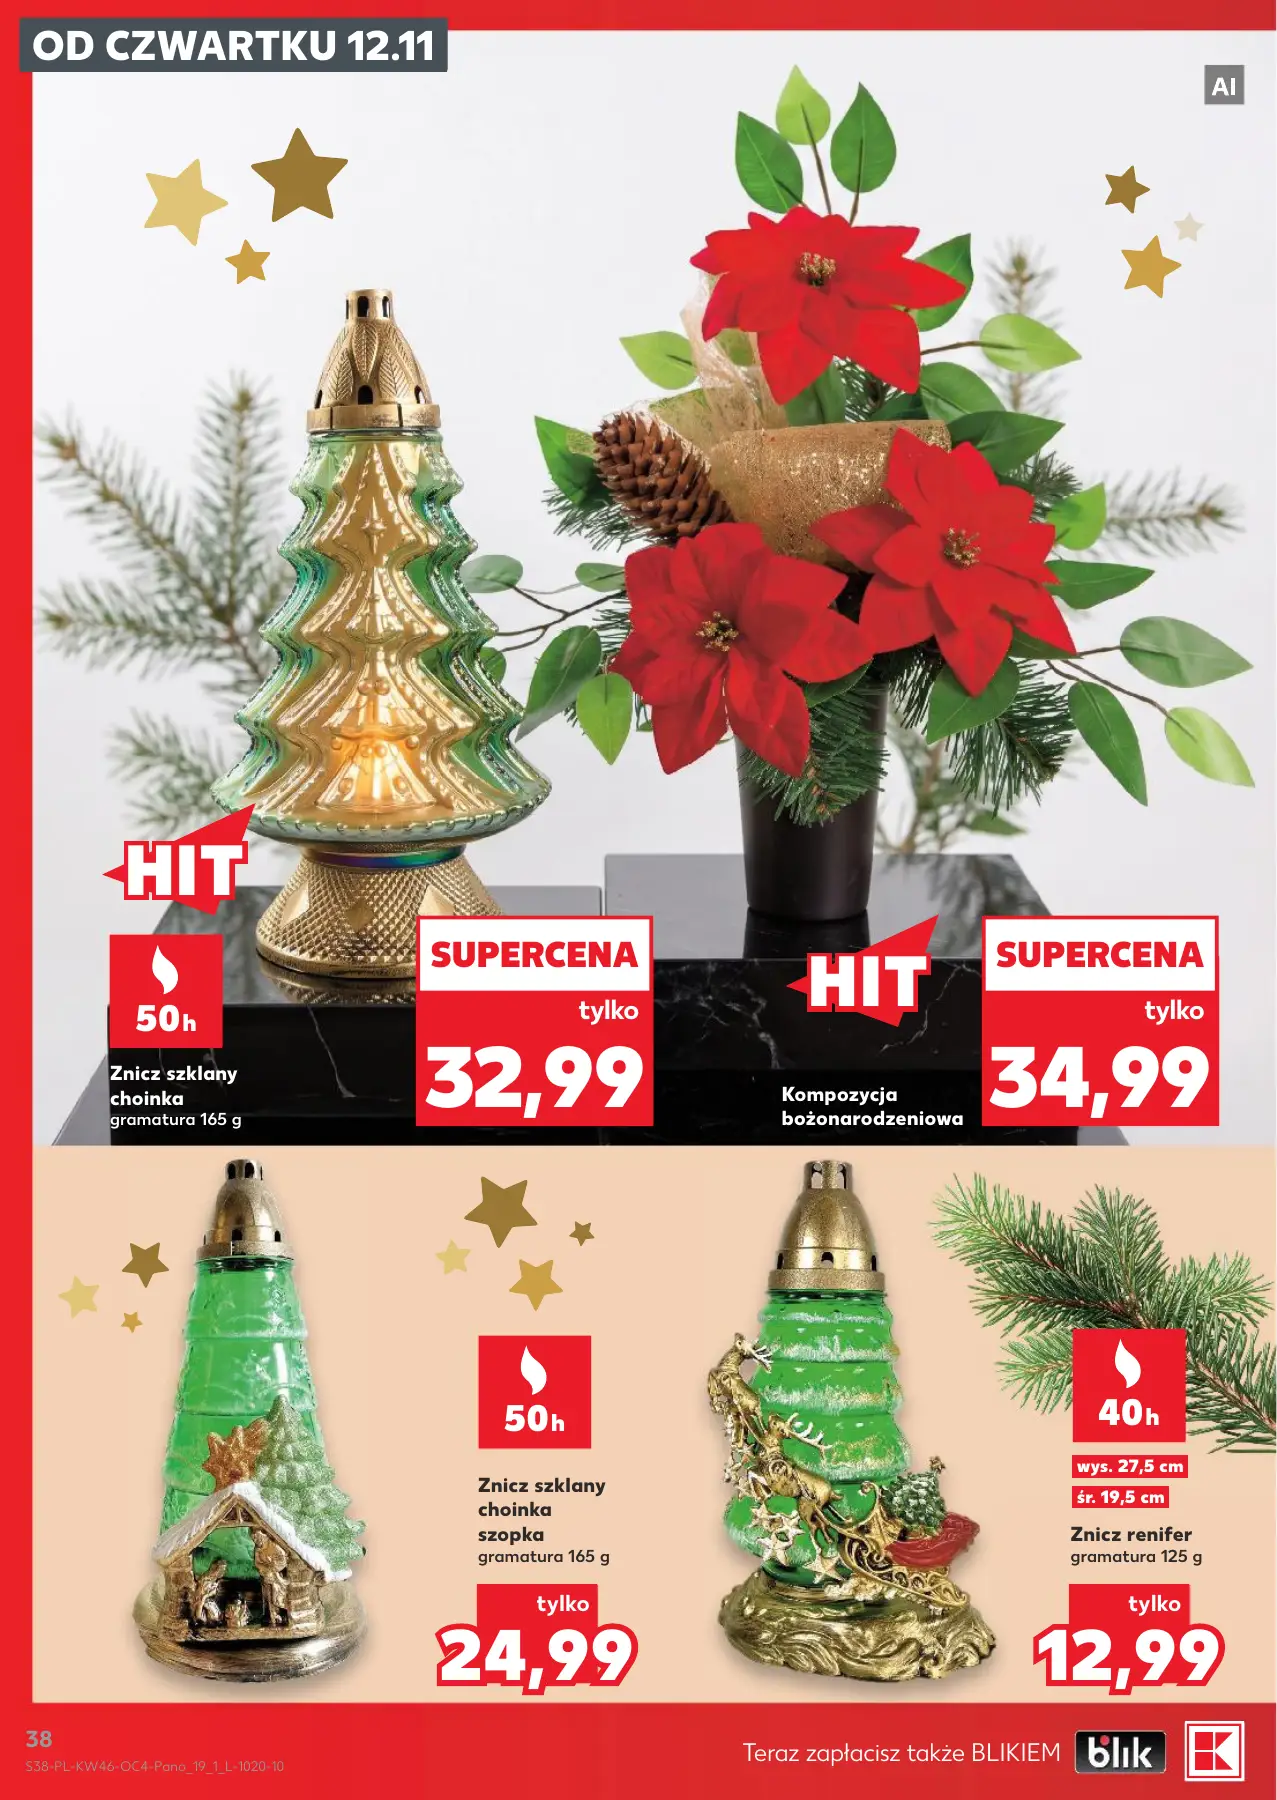 OD CZWARTKU 12.11
AI
HIT
50h
Znicz szklany
choinka
gramatura 165 g
SUPERCENA
tylko
32,99
HIT
Kompozycja
bożonarodzeniowa
SUPERCENA
tylko
34,99
50h
Znicz szklany
choinka
szopka
gramatura 165 g
tylko
24,99
40h
wys. 27,5 cm
śr. 19,5 cm
Znicz renifer
gramatura 125 g
tylko
12,99
38
S38-PL-KW46-OC4-Pano_19_1_L-1020-10
Teraz zapłacisz także BLIKIEM
blik